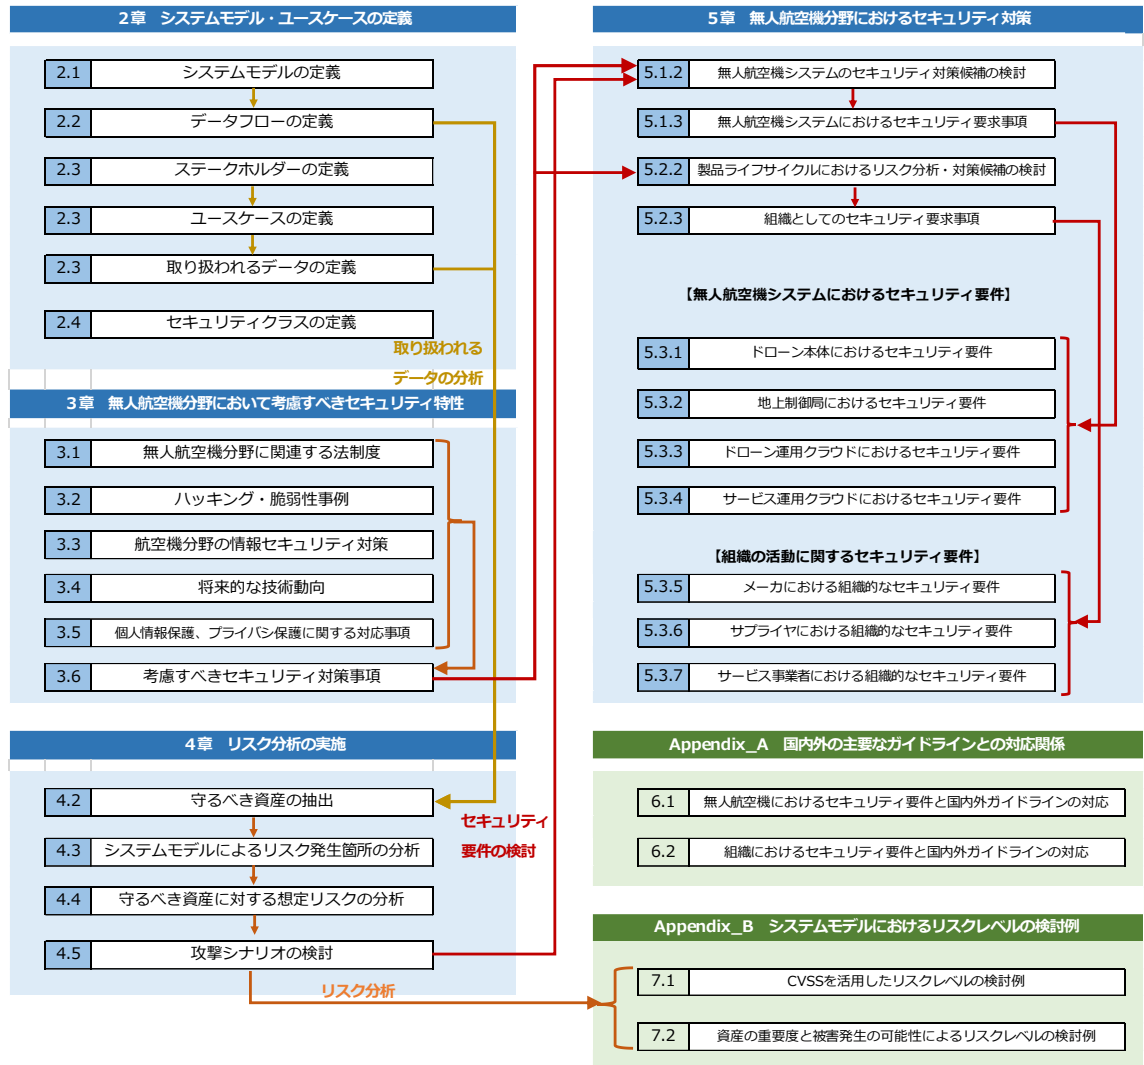 2章 システムモデル・ユースケースの定義
2.1 システムモデルの定義
2.2 データフローの定義
2.3 ステークホルダーの定義
2.3 ユースケースの定義
2.3 取り扱われるデータの定義
2.4 セキュリティクラスの定義
取り扱われる
データの分析
3章 無人航空機分野において考慮すべきセキュリティ特性
3.1 無人航空機分野に関連する法制度
3.2 ハッキング・脆弱性事例
3.3 航空機分野の情報セキュリティ対策
3.4 将来的な技術動向
3.5 個人情報保護、プライバシ保護に関する対応事項
3.6 考慮すべきセキュリティ対策事項
4章 リスク分析の実施
4.2 守るべき資産の抽出
4.3 システムモデルによるリスク発生箇所の分析
4.4 守るべき資産に対する想定リスクの分析
4.5 攻撃シナリオの検討
セキュリティ
要件の検討
リスク分析
5章 無人航空機分野におけるセキュリティ対策
5.1.2 無人航空機システムのセキュリティ対策候補の検討
5.1.3 無人航空機システムにおけるセキュリティ要求事項
5.2.2 製品ライフサイクルにおけるリスク分析・対策候補の検討
5.2.3 組織としてのセキュリティ要求事項
【無人航空機システムにおけるセキュリティ要件】
5.3.1 ドローン本体におけるセキュリティ要件
5.3.2 地上制御局におけるセキュリティ要件
5.3.3 ドローン運用クラウドにおけるセキュリティ要件
5.3.4 サービス運用クラウドにおけるセキュリティ要件
【組織の活動に関するセキュリティ要件】
5.3.5 メーカにおける組織的なセキュリティ要件
5.3.6 サプライヤにおける組織的なセキュリティ要件
5.3.7 サービス事業者における組織的なセキュリティ要件
Appendix_A 国内外の主要なガイドラインとの対応関係
6.1 無人航空機におけるセキュリティ要件と国内外ガイドラインの対応
6.2 組織におけるセキュリティ要件と国内外ガイドラインの対応
Appendix_B システムモデルにおけるリスクレベルの検討例
7.1 CVSSを活用したリスクレベルの検討例
7.2 資産の重要度と被害発生の可能性によるリスクレベルの検討例